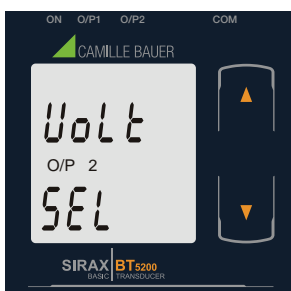 ON O/P1 O/P2 COM
CAMILLE BAUER
VoLt
O/P 2
SEL
SIRAX BT5200
BASIC TRANSDUCER